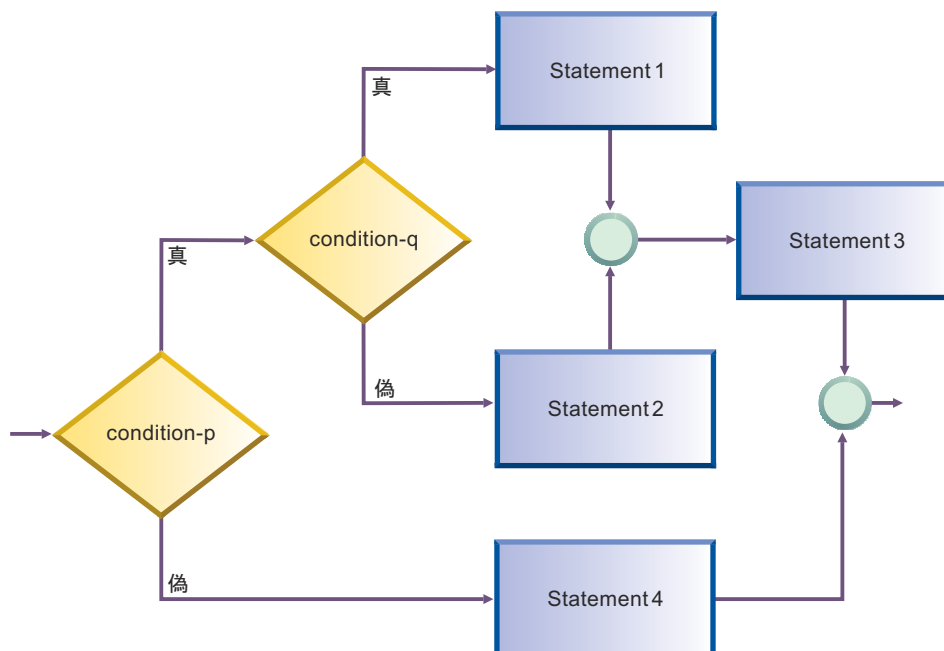 Statement 1
真
condition-q
Statement 3
真
偽
Statement 2
condition-p
偽
Statement 4